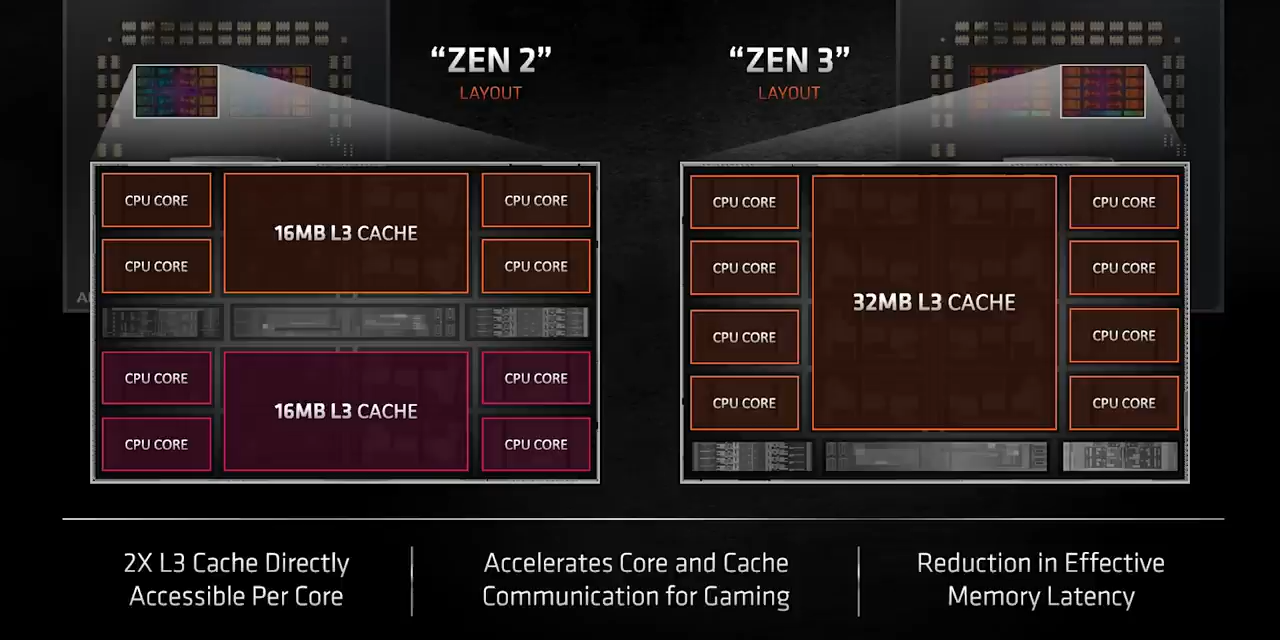 “ZEN 2”
LAYOUT
“ZEN 3”
LAYOUT
CPU CORE
CPU CORE
16MB L3 CACHE
CPU CORE
CPU CORE
CPU CORE
CPU CORE
16MB L3 CACHE
CPU CORE
CPU CORE
CPU CORE
CPU CORE
CPU CORE
CPU CORE
32MB L3 CACHE
CPU CORE
CPU CORE
CPU CORE
CPU CORE
2X L3 Cache Directly
Accessible Per Core
Accelerates Core and Cache
Communication for Gaming
Reduction in Effective
Memory Latency